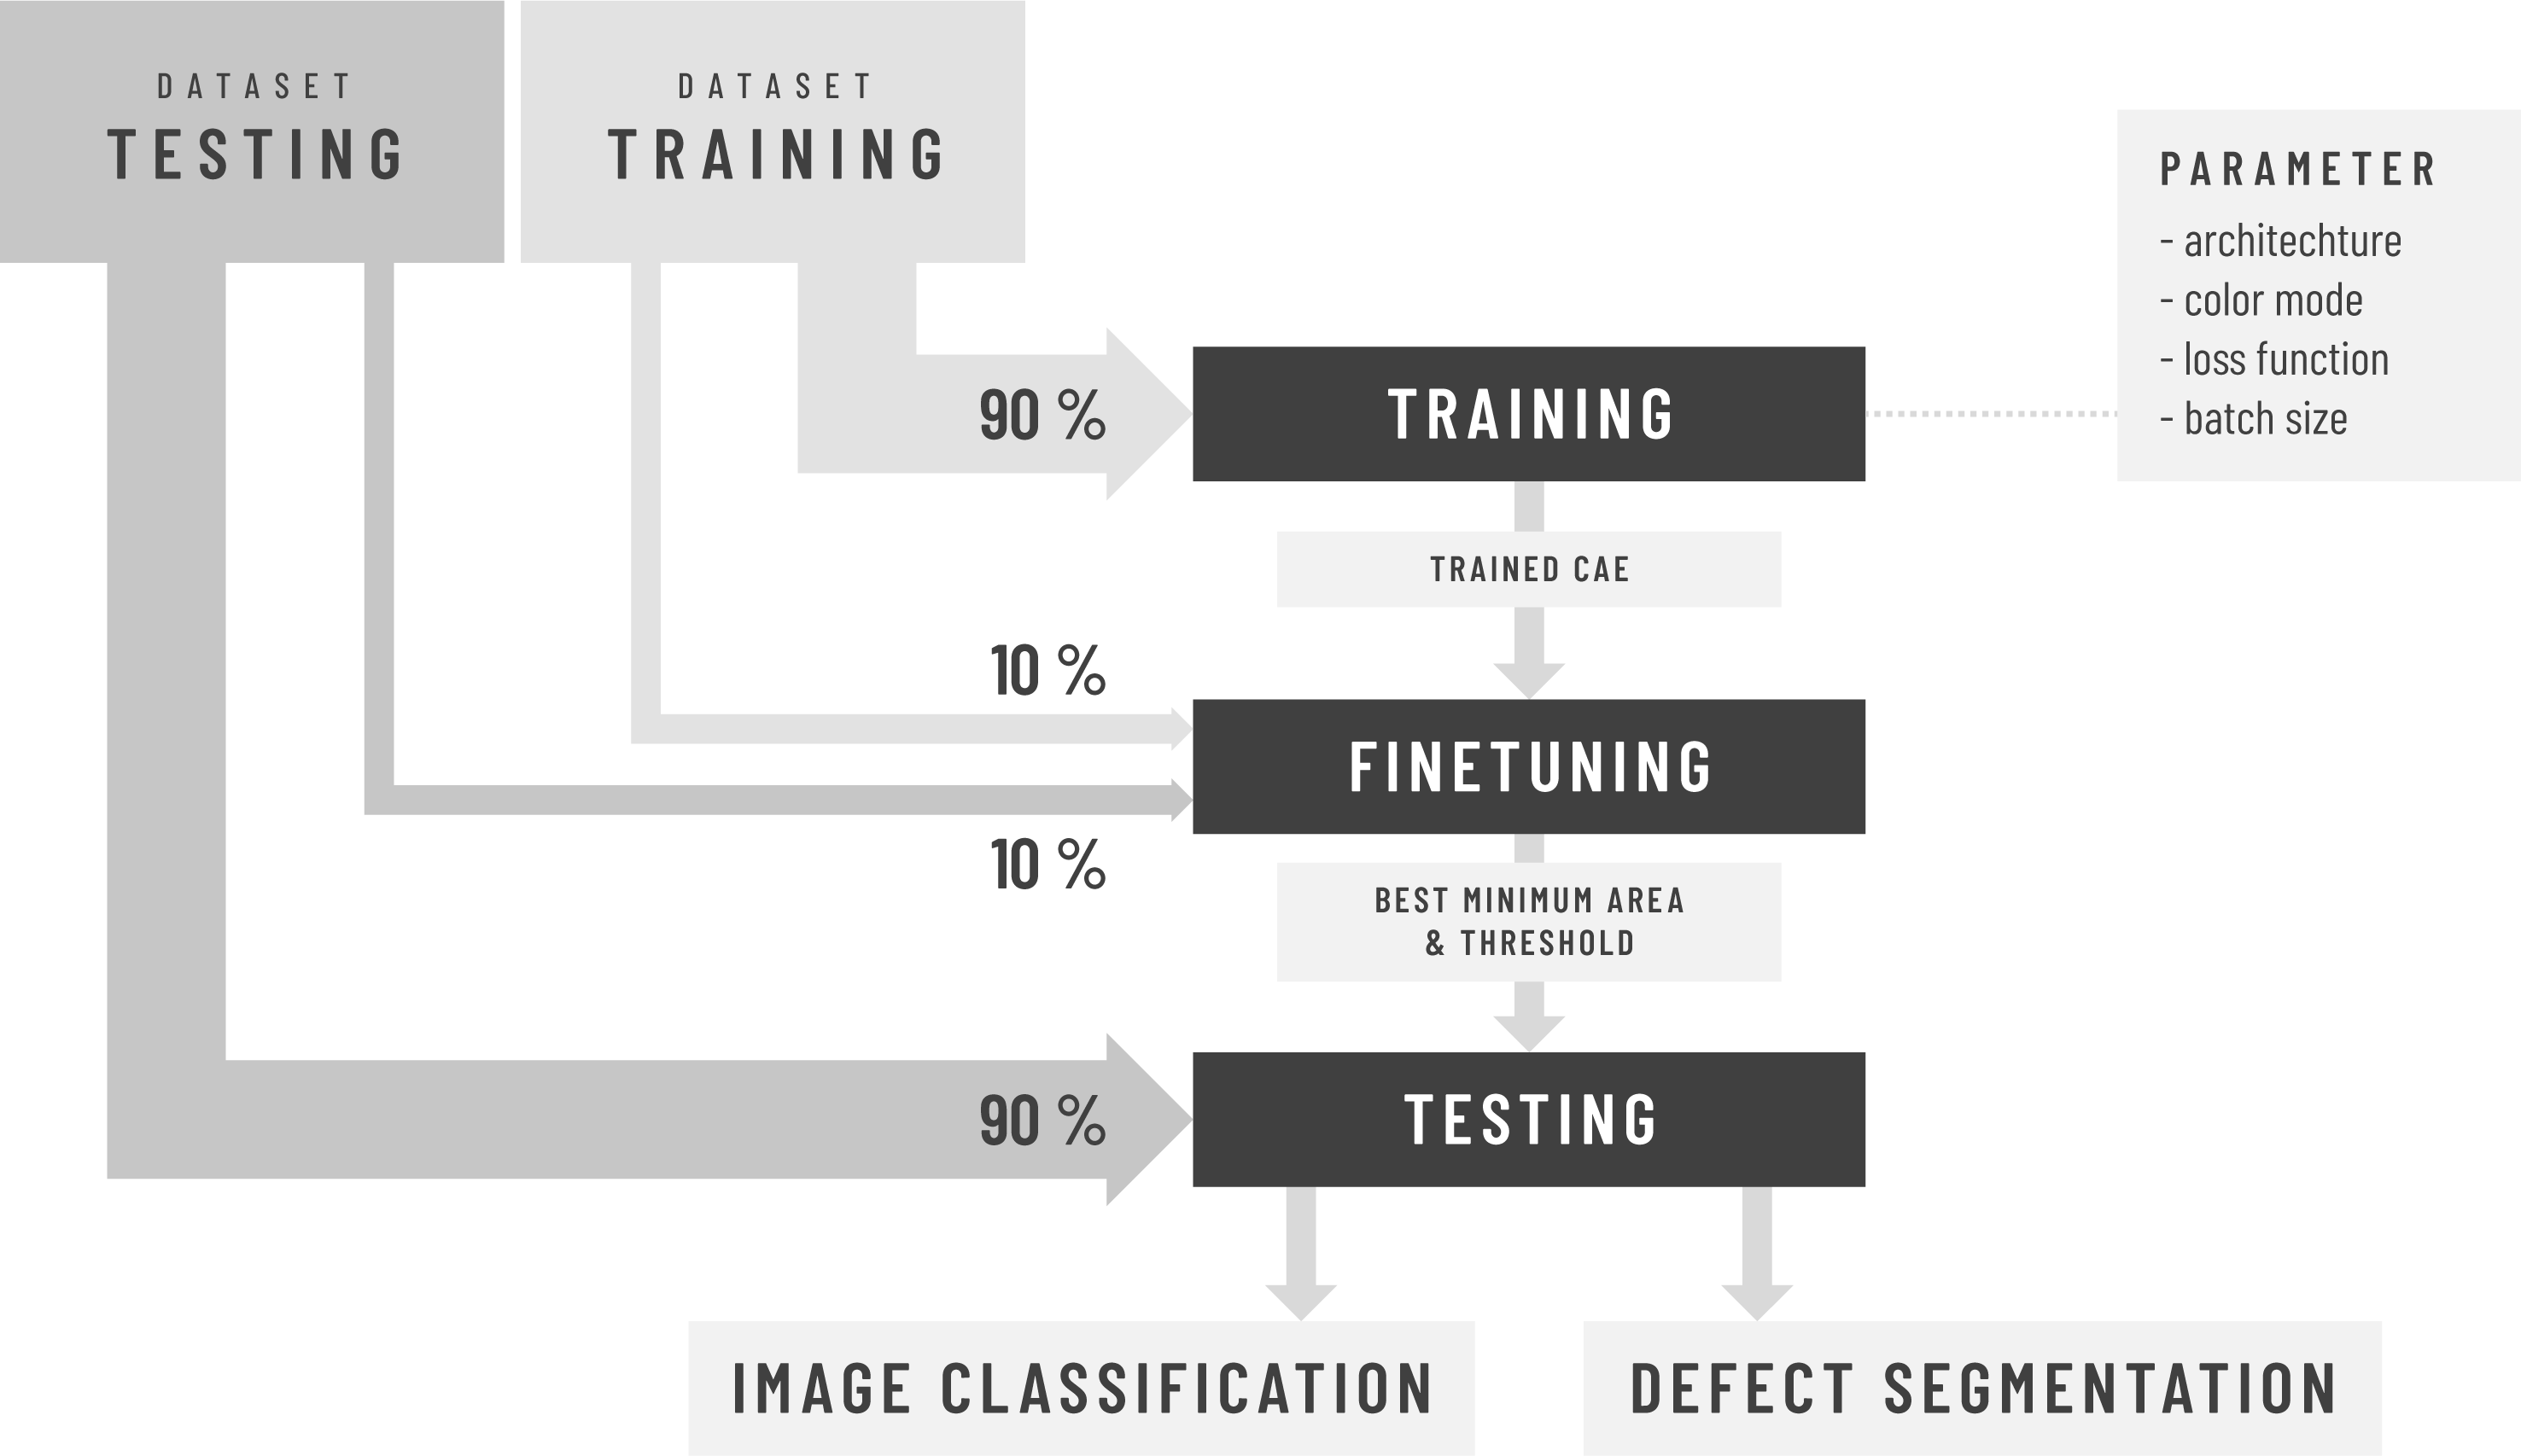 DATASET
TESTING
DATASET
TRAINING
PARAMETER
- architechture
- color mode
- loss function
- batch size
90 %
TRAINING
TRAINED CAE
10 %
FINETUNING
10 %
BEST MINIMUM AREA
& THRESHOLD
90 %
TESTING
IMAGE CLASSIFICATION
DEFECT SEGMENTATION